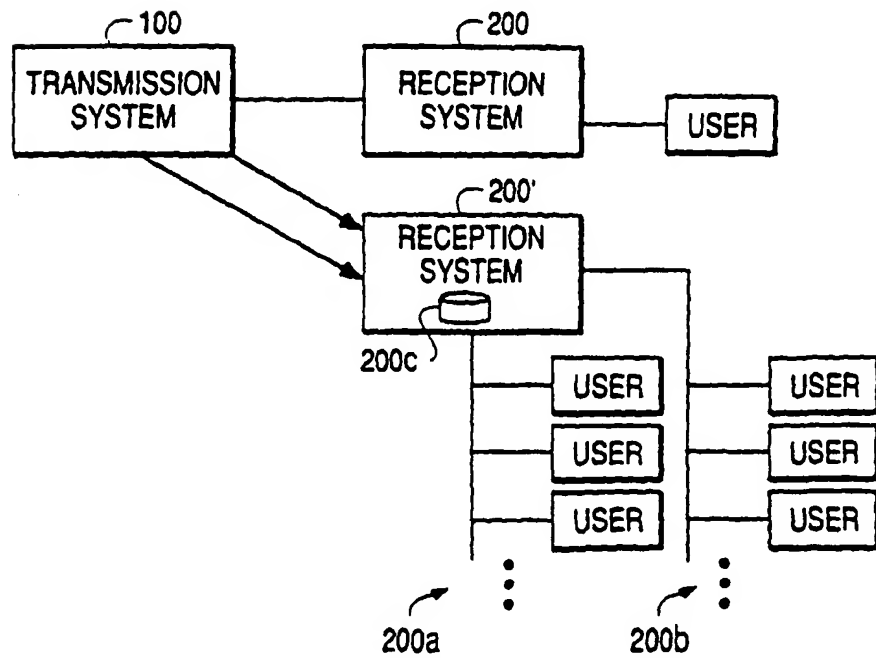 100
200
TRANSMISSION
SYSTEM
RECEPTION
SYSTEM
USER
200'
RECEPTION
SYSTEM
200c
USER
USER
USER
USER
USER
USER
200a
200b